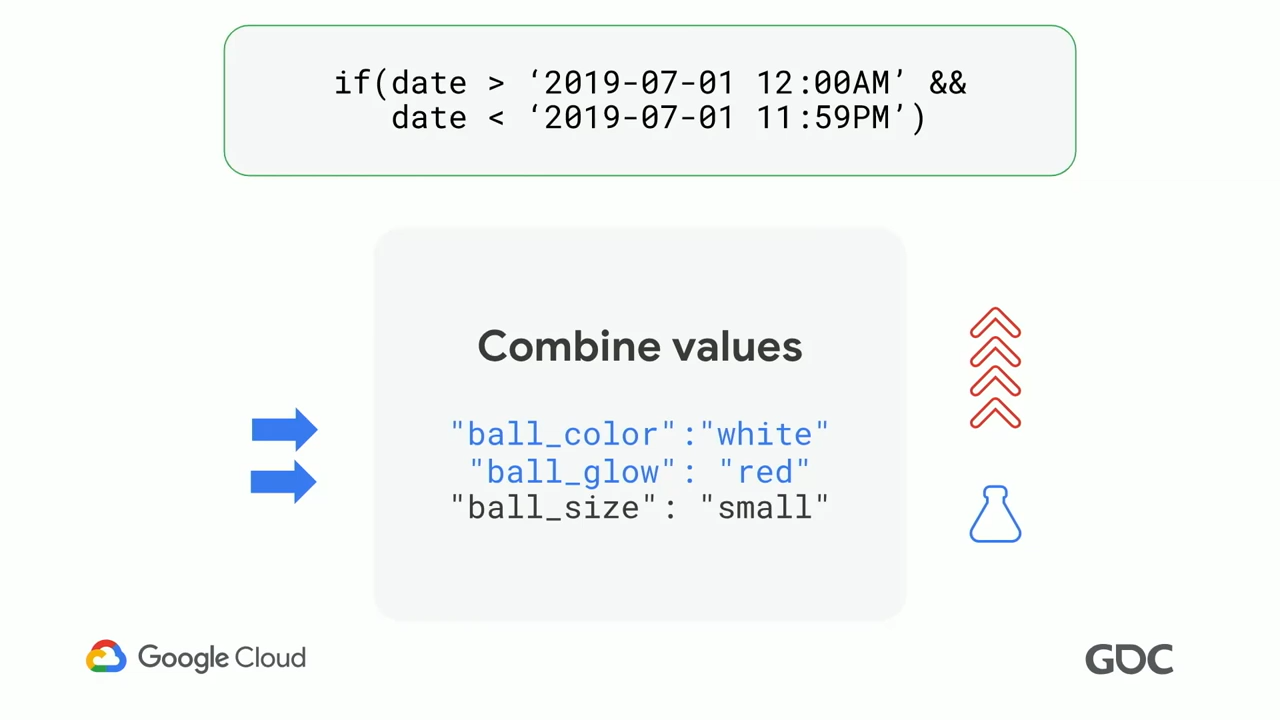 if(date > ‘2019-07-01 12:00AM’ &&
date < ‘2019-07-01 11:59PM’)
Combine values
"ball_color":"white"
"ball_glow": "red"
"ball_size": "small"
Google Cloud
GDC